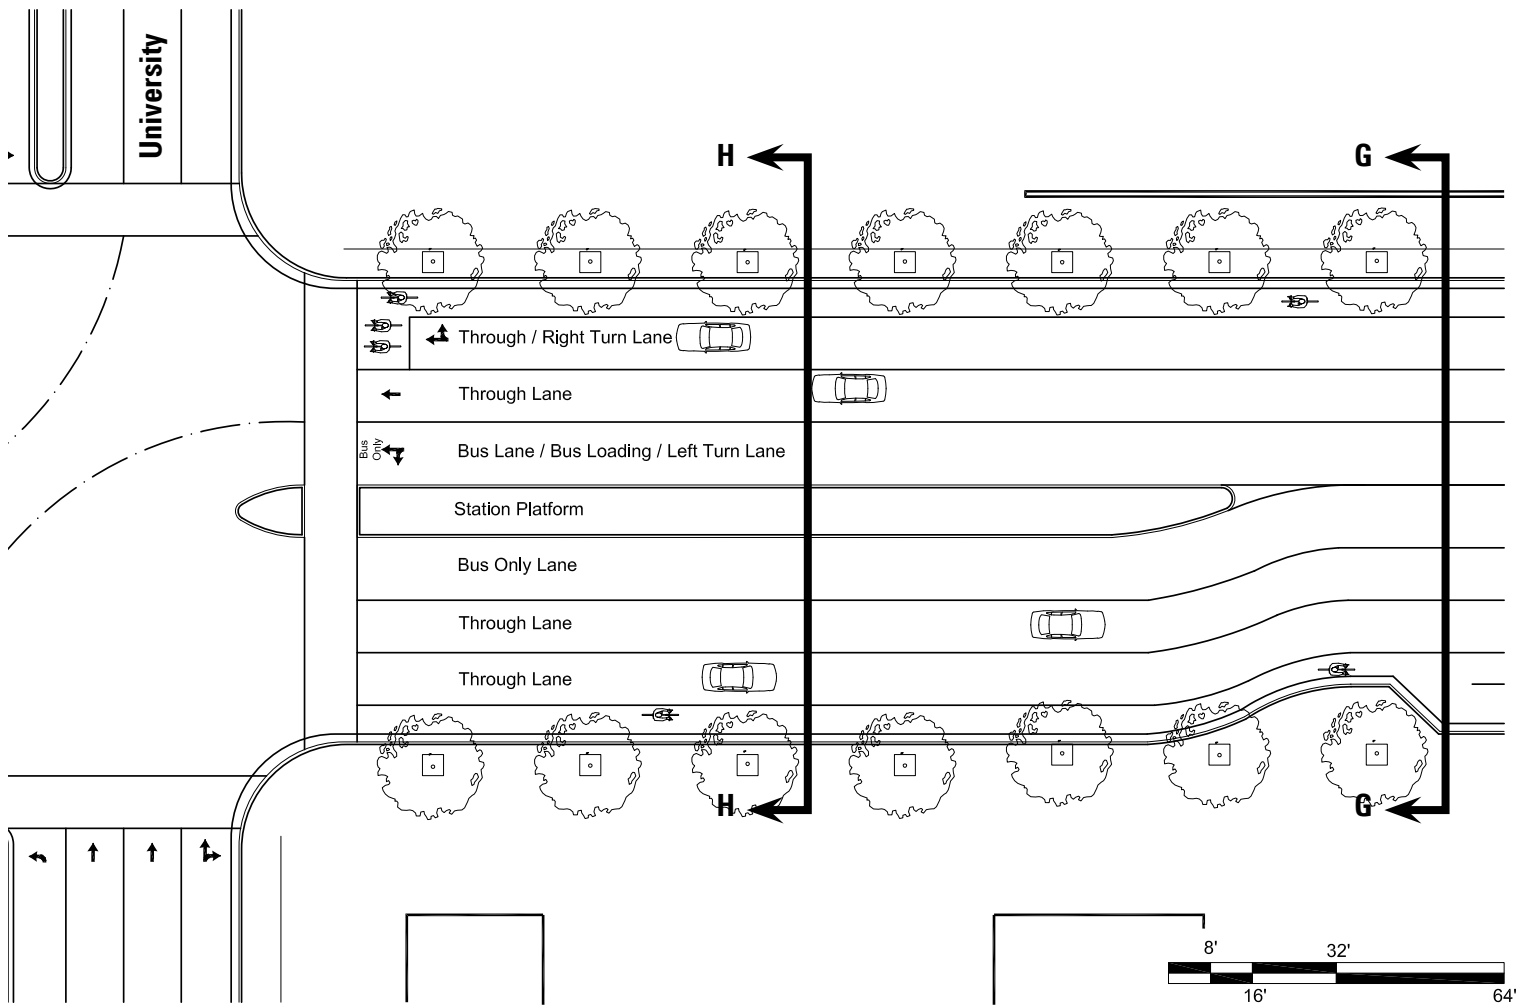 University
H
G
Through / Right Turn Lane
Through Lane
Bus
Only
Bus Lane / Bus Loading / Left Turn Lane
Station Platform
Bus Only Lane
Through Lane
Through Lane
H
G
8'
32'
16'
64'